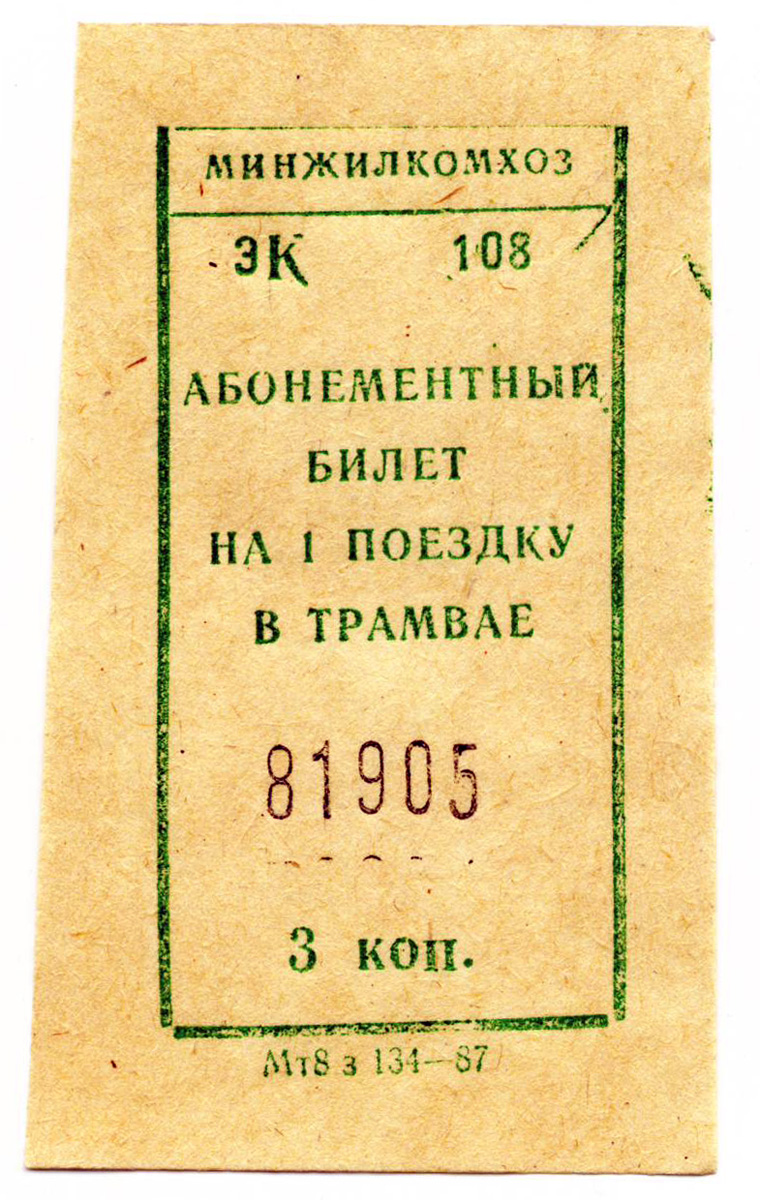 МИНЖИЛКОМХОЗ
ЭК 108
АБОНЕМЕНТНЫЙ
БИЛЕТ
НА 1 ПОЕЗДКУ
В ТРАМВАЕ
81905
3 коп.
Мт8 з 134—87